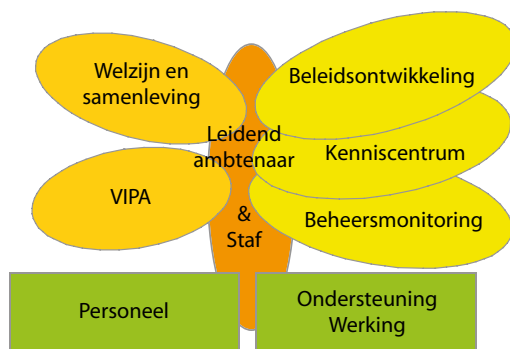 Welzijn en
samenleving
Beleidsontwikkeling
Leidend
ambtenaar
Kenniscentrum
VIPA
&
Staf
Beheersmonitoring
Personeel
Ondersteuning
Werking